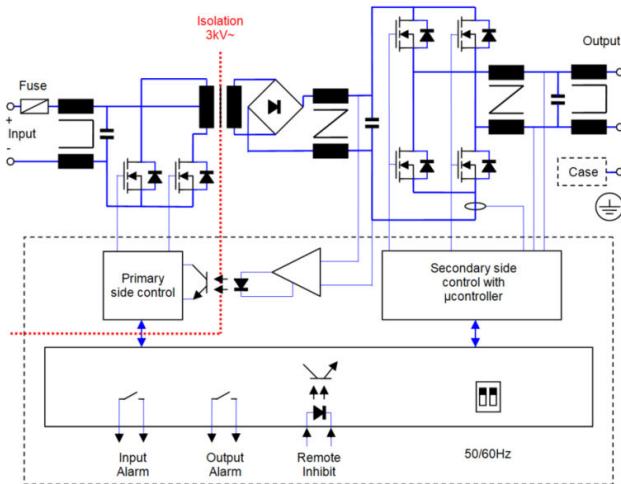 Isolation
3kV~
Fuse
Output
+
Input
-
Case
Primary
side control
Secondary side
control with
µcontroller
Input
Alarm
Output
Alarm
Remote
Inhibit
50/60Hz